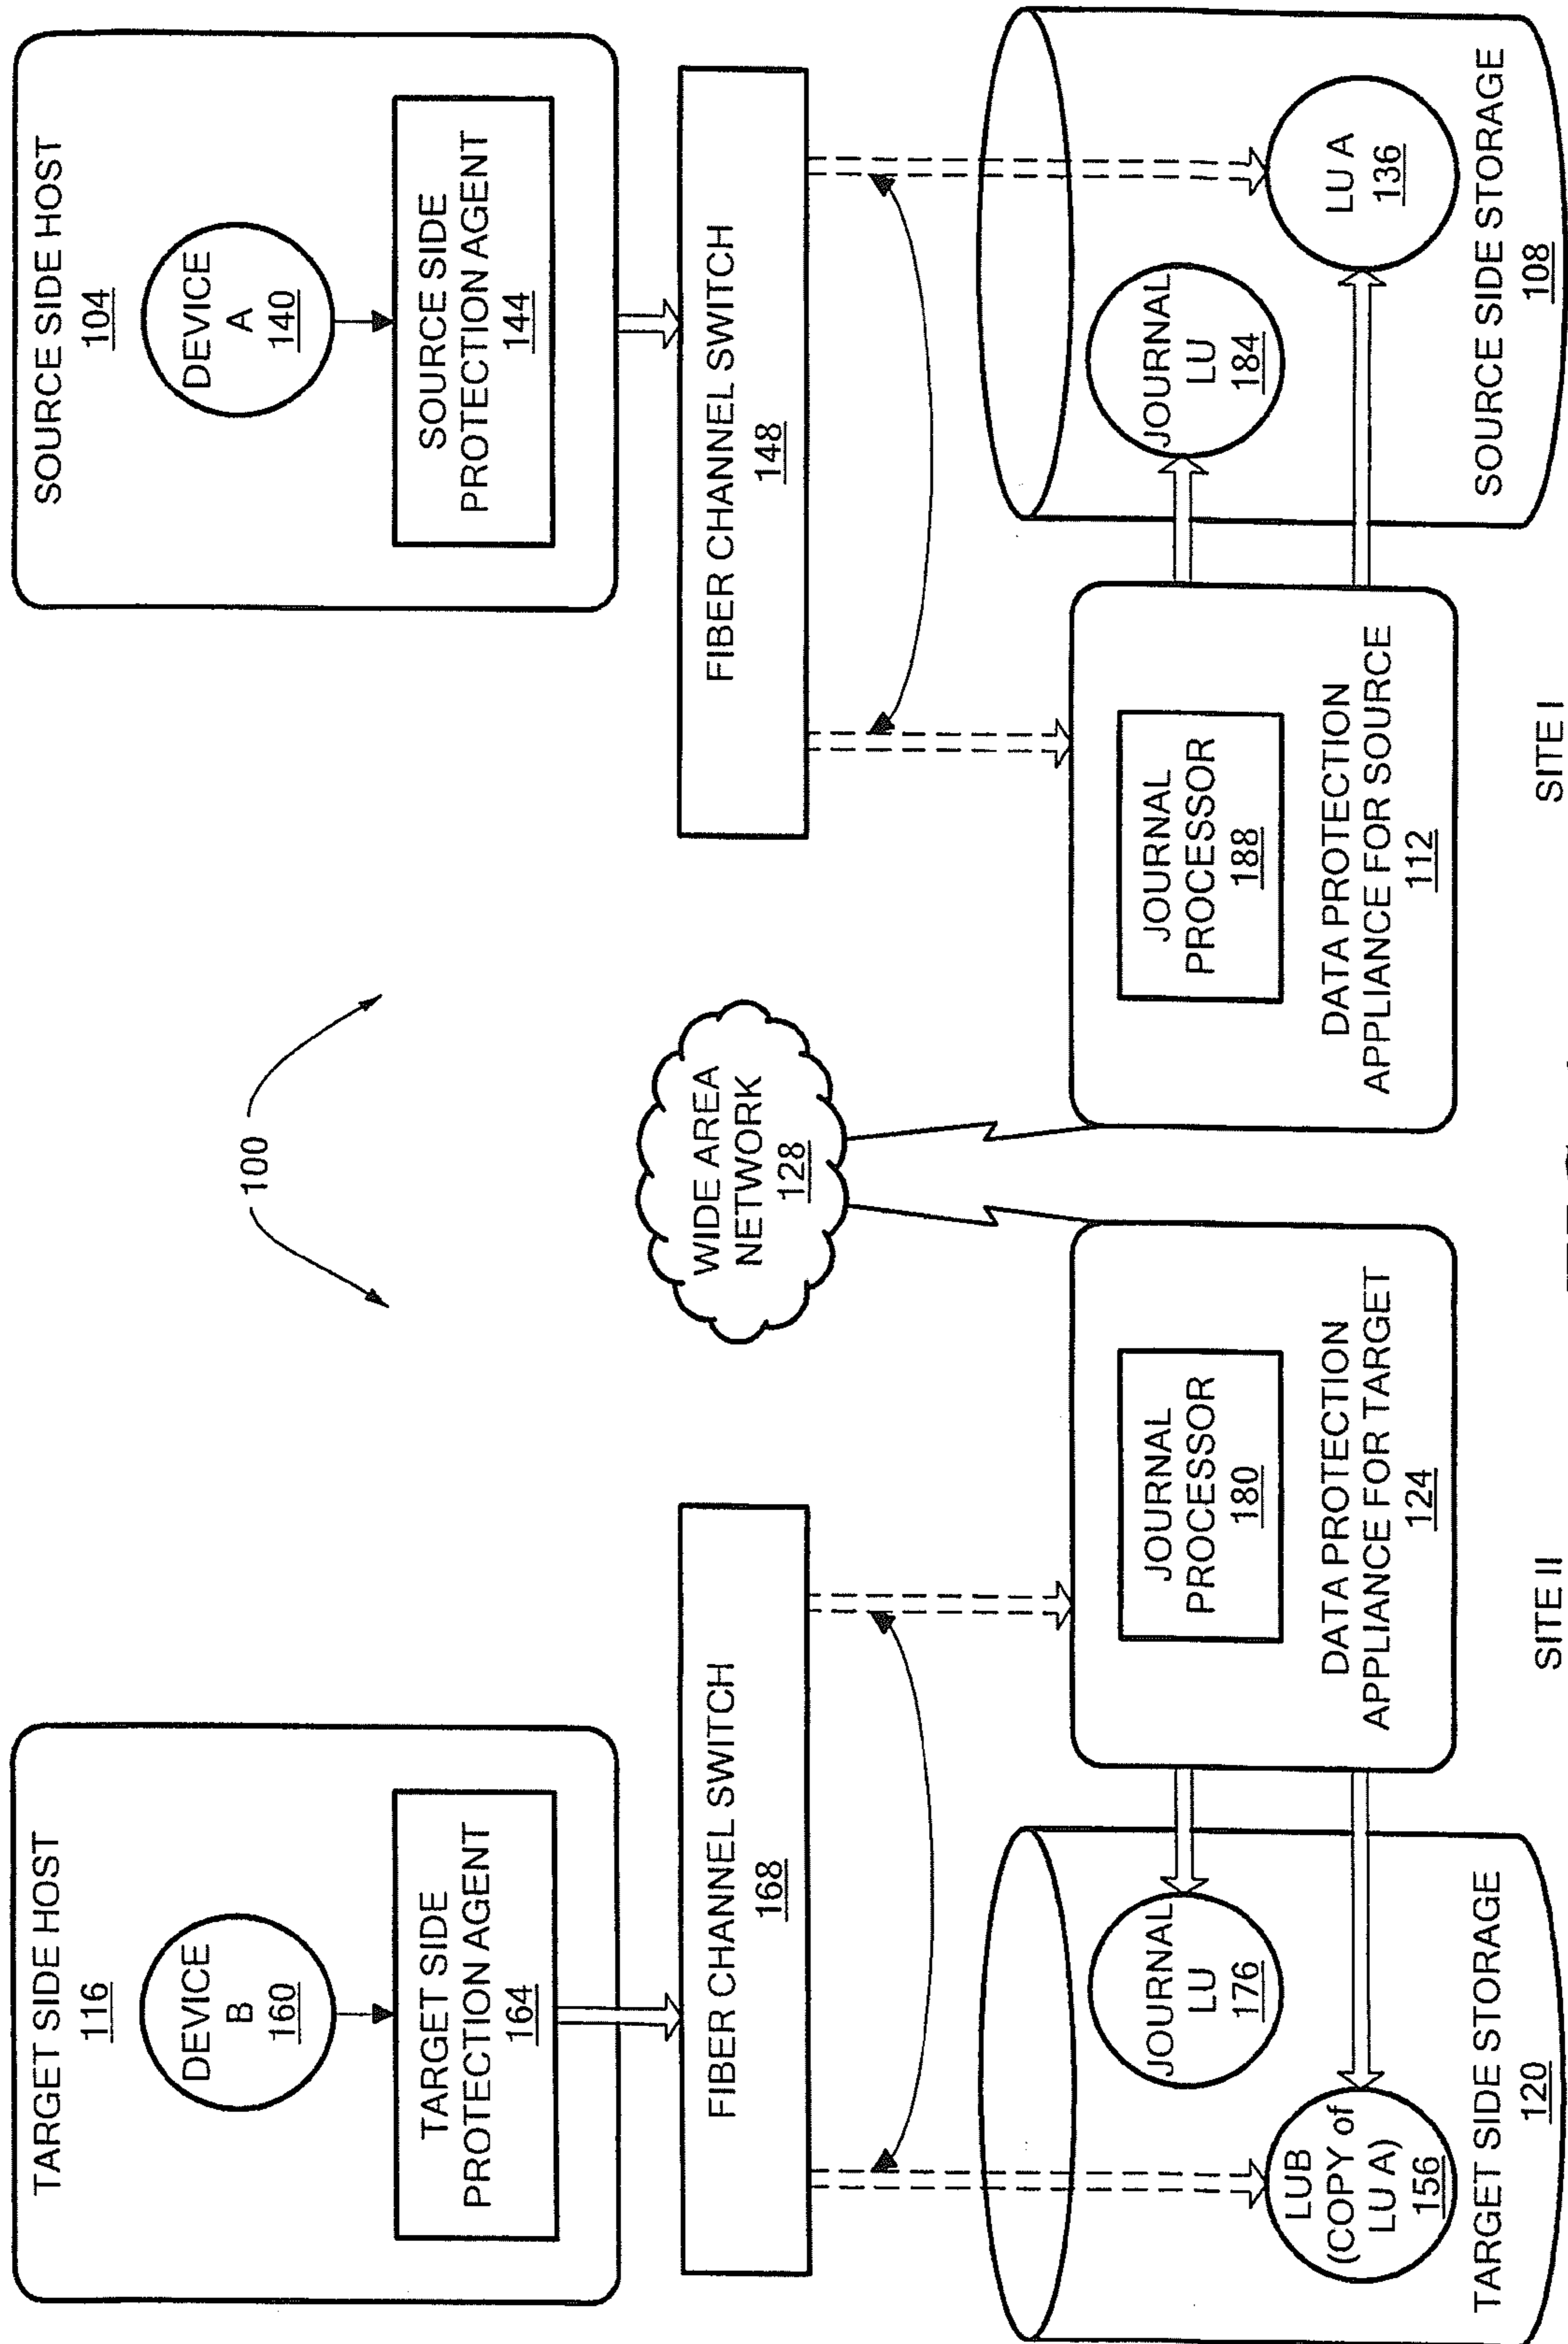 100
SOURCE SIDE HOST
104
DEVICE
A
140
SOURCE SIDE
PROTECTION AGENT
144
FIBER CHANNEL SWITCH
148
JOURNAL
LU
184
LU A
136
SOURCE SIDE STORAGE
108
JOURNAL
PROCESSOR
188
DATA PROTECTION
APPLIANCE FOR SOURCE
112
SITE I
WIDE AREA
NETWORK
128
TARGET SIDE HOST
116
DEVICE
B
160
TARGET SIDE
PROTECTION AGENT
164
FIBER CHANNEL SWITCH
168
JOURNAL
PROCESSOR
180
DATA PROTECTION
APPLIANCE FOR TARGET
124
JOURNAL
LU
176
LUB
(COPY of
LU A)
156
TARGET SIDE STORAGE
120
SITE II